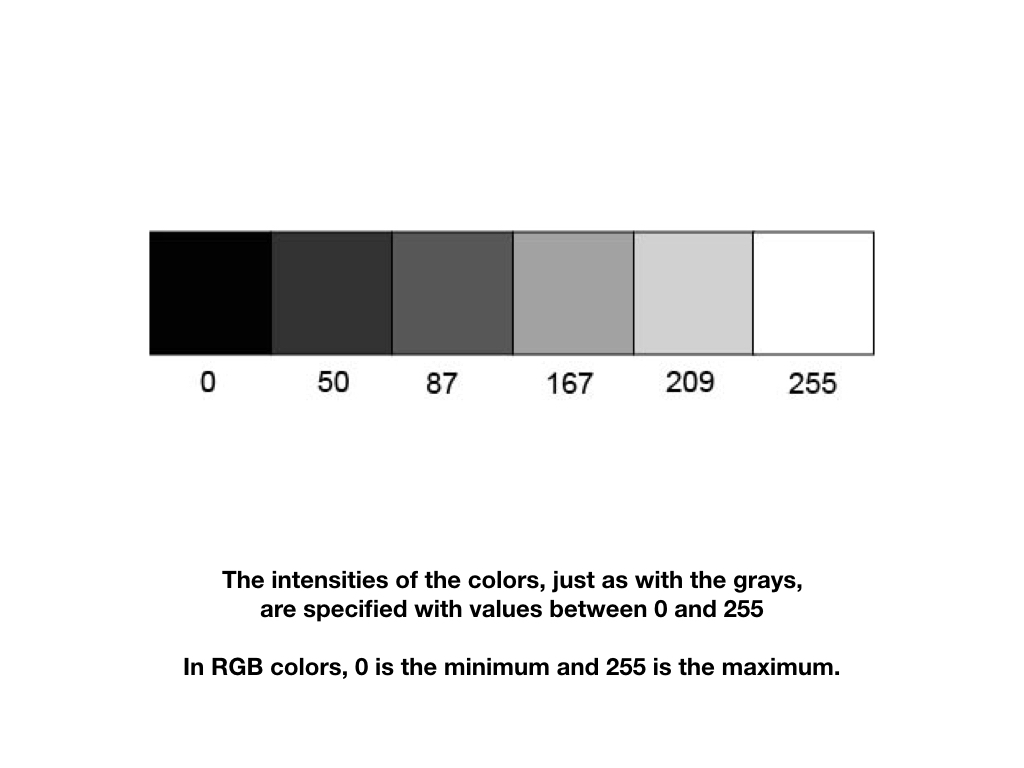 0 50 87 167 209 255
The intensities of the colors, just as with the grays,
are specified with values between 0 and 255
In RGB colors, 0 is the minimum and 255 is the maximum.